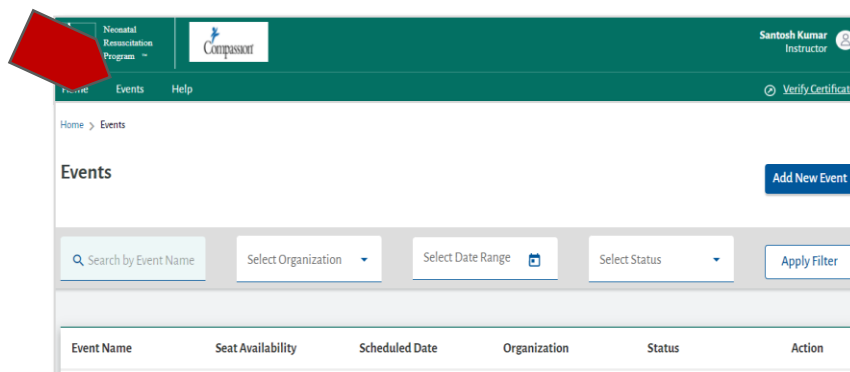 Neonatal
Resuscitation
Program ™
Compassion
Santosh Kumar
Instructor
Home Events Help
Verify Certificat
Home > Events
Events
Add New Event
Search by Event Name
Select Organization
Select Date Range
Select Status
Apply Filter
Event Name Seat Availability Scheduled Date Organization Status Action